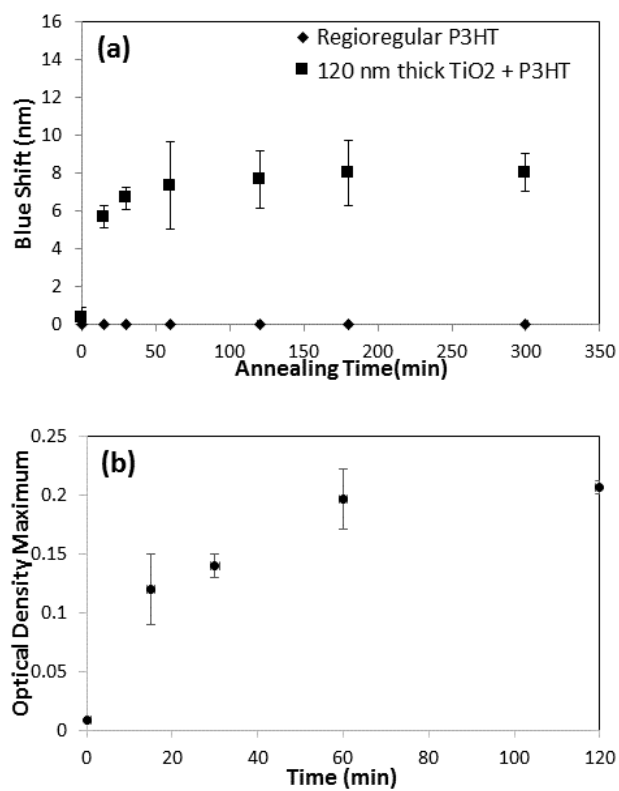 (a)
Regioregular P3HT
120 nm thick TiO2 + P3HT
Blue Shift (nm)
16
14
12
10
8
6
4
2
0
0 50 100 150 200 250 300 350
Annealing Time(min)
(b)
Optical Density Maximum
0.25
0.2
0.15
0.1
0.05
0
0 20 40 60 80 100 120
Time (min)